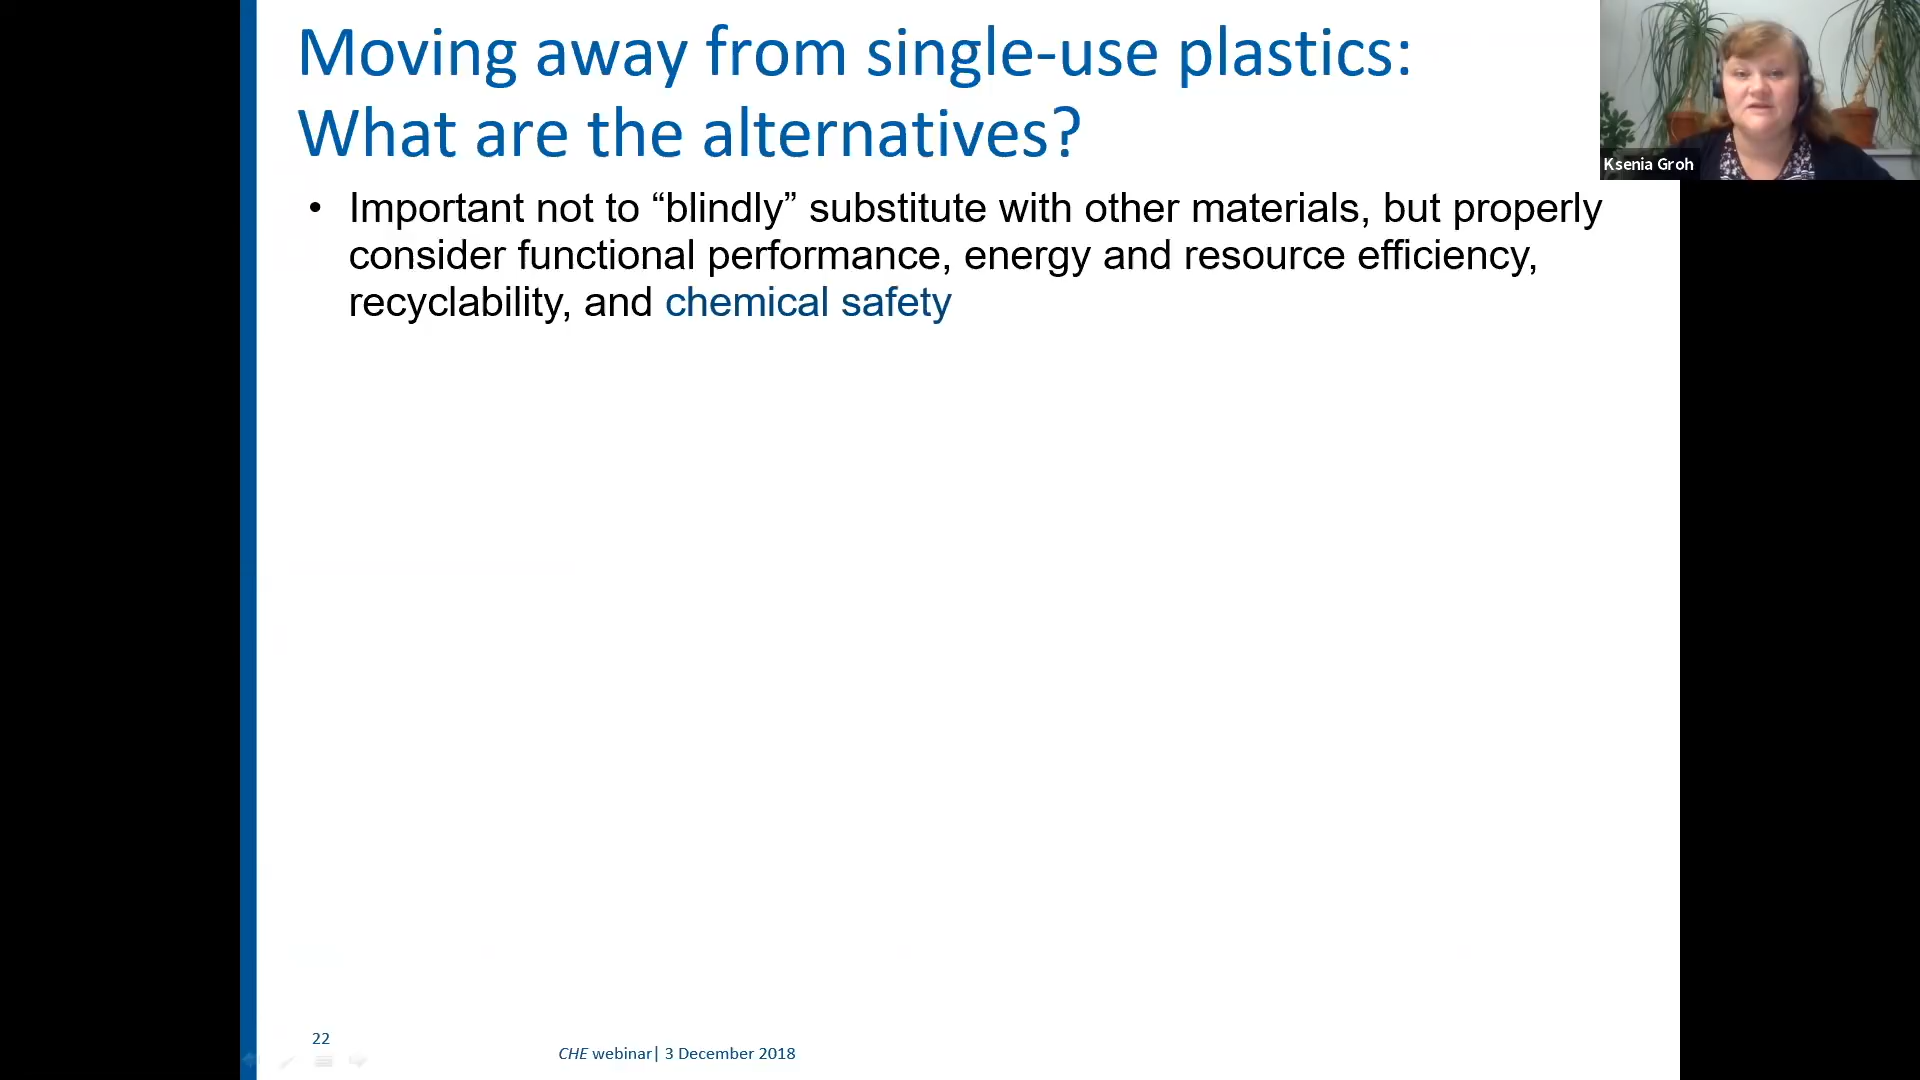 Moving away from single-use plastics:
What are the alternatives?
Ksenia Groh
• Important not to “blindly” substitute with other materials, but properly
consider functional performance, energy and resource efficiency,
recyclability, and chemical safety
22
CHE webinar| 3 December 2018